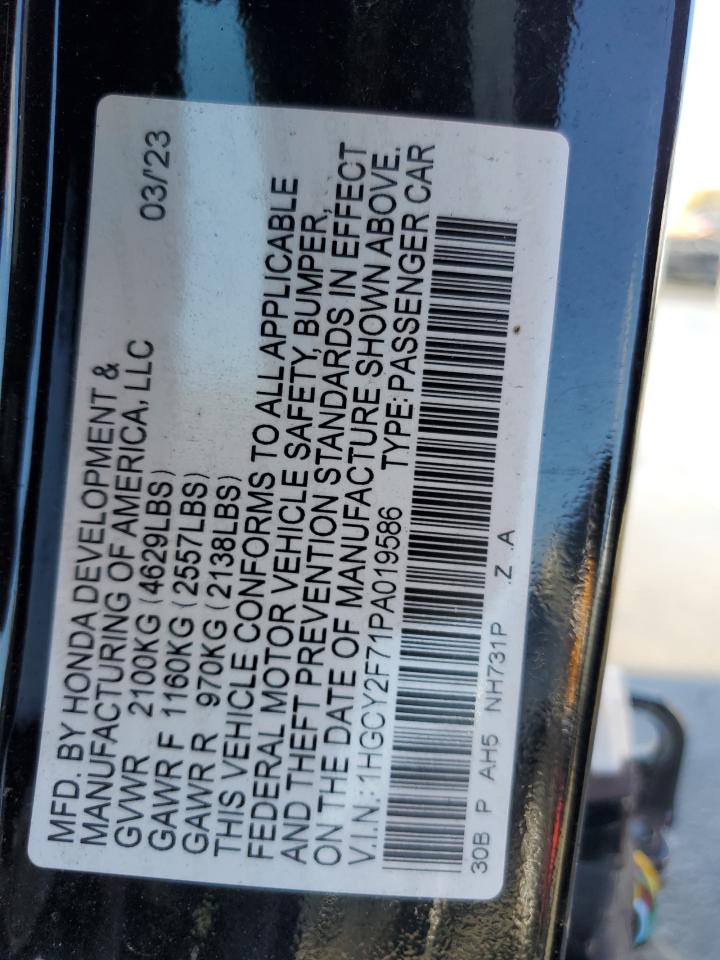 MFD. BY HONDA DEVELOPMENT &
MANUFACTURING OF AMERICA, LLC 03/'23
GVWR 2100KG (4629LBS)
GAWR F 1160KG (2557LBS)
GAWR R 970KG (2138LBS)
THIS VEHICLE CONFORMS TO ALL APPLICABLE
FEDERAL MOTOR VEHICLE SAFETY, BUMPER,
AND THEFT PREVENTION STANDARDS IN EFFECT
ON THE DATE OF MANUFACTURE SHOWN ABOVE.
V.I.N.:1HGCY2F71PA019586 TYPE:PASSENGER CAR
30B P AH5 NH731P .Z .A